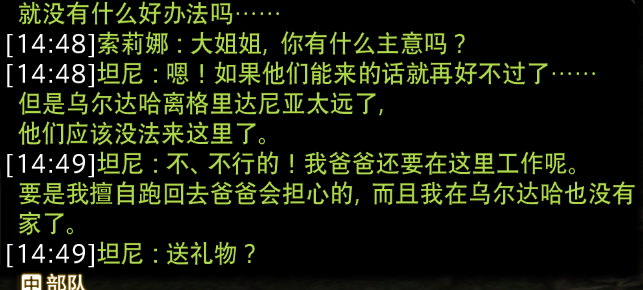 就没有什么好办法吗……
[14:48]索莉娜：大姐姐，你有什么主意吗？
[14:48]坦尼：嗯！如果他们能来的话就再好不过了……
但是乌尔达哈离格里达尼亚太远了，
他们应该没法来这里了。
[14:49]坦尼：不、不行的！我爸爸还要在这里工作呢。
要是我擅自跑回去爸爸会担心的，而且我在乌尔达哈也没有
家了。
[14:49]坦尼：送礼物？
中部队